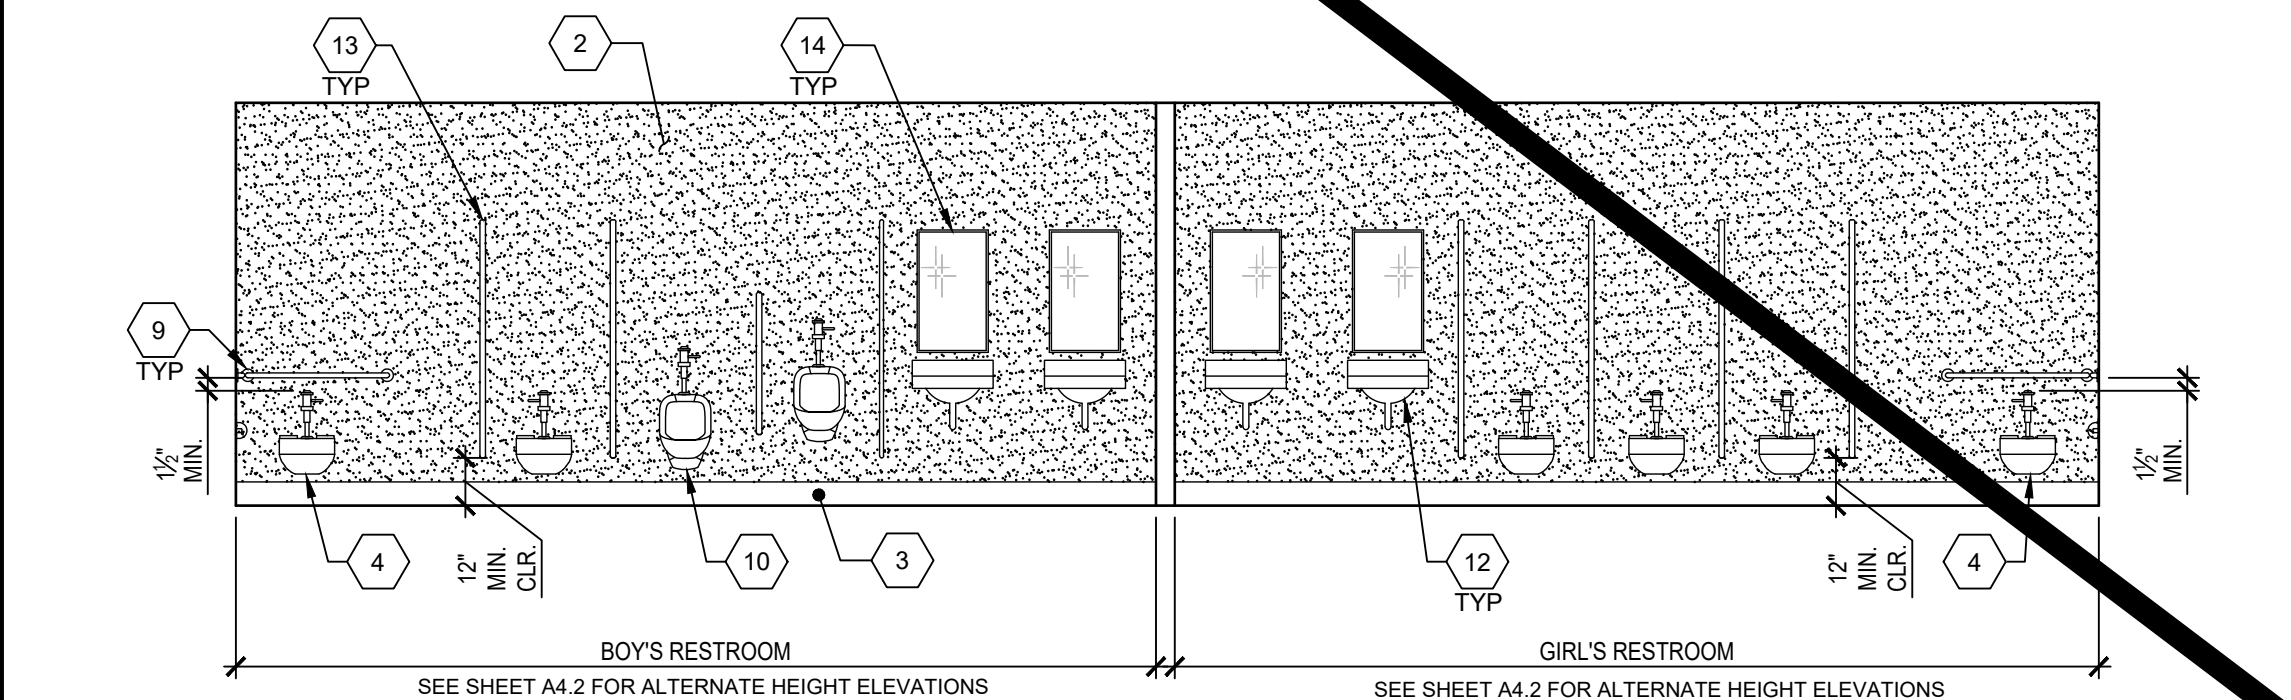 13
TYP
2
14
TYP
9
TYP
1½"
MIN.
1½"
MIN.
4
12"
MIN.
CLR.
10
3
12
TYP
12"
MIN.
CLR.
4
BOY'S RESTROOM
GIRL'S RESTROOM
SEE SHEET A4.2 FOR ALTERNATE HEIGHT ELEVATIONS
SEE SHEET A4.2 FOR ALTERNATE HEIGHT ELEVATIONS